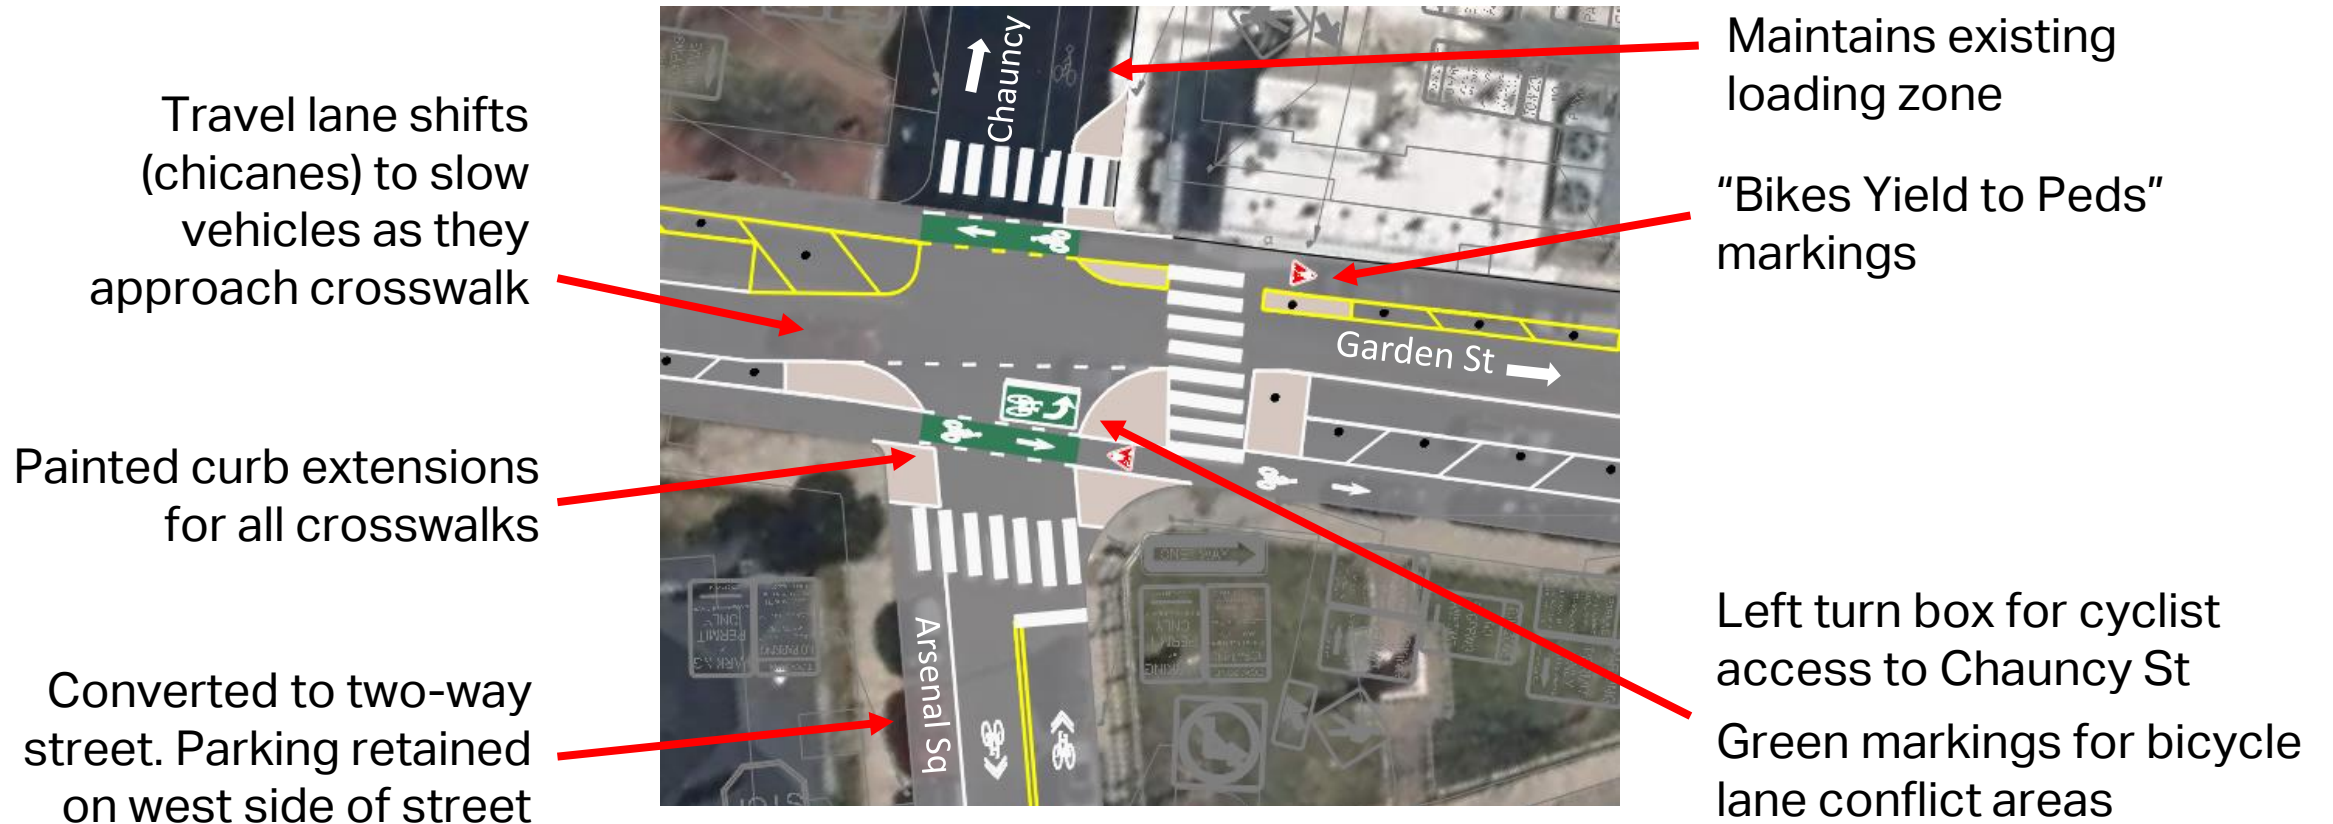 Travel lane shifts
(chicanes) to slow
vehicles as they
approach crosswalk
Painted curb extensions
for all crosswalks
Converted to two-way
street. Parking retained
on west side of street
Chauncy
Garden St
Arsenal Sq
Maintains existing
loading zone
“Bikes Yield to Peds”
markings
Left turn box for cyclist
access to Chauncy St
Green markings for bicycle
lane conflict areas